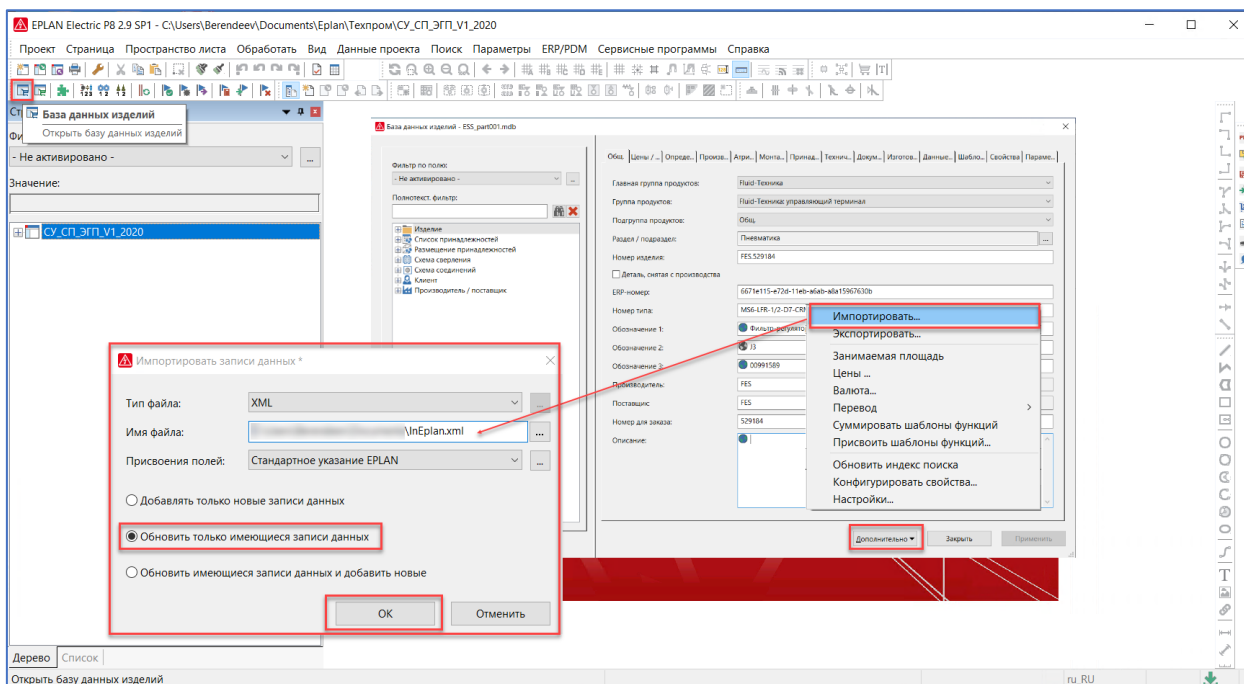 EPLAN Electric P8 2.9 SP1 - C:\Users\Berendeev\Documents\Eplan\Техпром\СУ_СП_ЭГП_V1_2020
Проект Страница Пространство листа Обработать Вид Данные проекта Поиск Параметры ERP/PDM Сервисные программы Справка
База данных изделий
Открыть базу данных изделий
- Не активировано -
...
Значение:
СУ_СП_ЭГП_V1_2020
База данных изделий - ESS_part001.mdb
Фильтр по полю:
- Не активировано -
...
Полнотекст. фильтр:
Изделие
Список принадлежностей
Размещение принадлежностей
Схема сверления
Схема соединений
Клиент
Производитель / поставщик
Общ. Цены / ... Опреде... Произв... Атри... Монта... Принад... Технич... Докум... Изготов... Данные... Шабло... Свойства Параме...
Главная группа продуктов: Fluid-Техника
Группа продуктов: Fluid-Техника: управляющий терминал
Подгруппа продуктов: Общ.
Раздел / подраздел: Пневматика ...
Номер изделия: FES.529184
Деталь, снятая с производства
ERP-номер: 6671e115-e72d-11eb-a6ab-a8a15967630b
Номер типа: MS6-LFR-1/2-D7-CRM
Обозначение 1: Фильтр-регулято
Обозначение 2: J3
Обозначение 3: 00991589
Производитель: FES
Поставщик: FES
Номер для заказа: 529184
Описание:
Импортировать...
Экспортировать...
Занимаемая площадь
Цены ...
Валюта...
Перевод
Суммировать шаблоны функций
Присвоить шаблоны функций...
Обновить индекс поиска
Конфигурировать свойства...
Настройки...
Дополнительно Закрыть Применить
Импортировать записи данных *
Тип файла: XML ...
Имя файла: \InEplan.xml ...
Присвоения полей: Стандартное указание EPLAN ...
Добавлять только новые записи данных
Обновить только имеющиеся записи данных
Обновить имеющиеся записи данных и добавить новые
OK Отменить
Дерево Список
Открыть базу данных изделий ru_RU